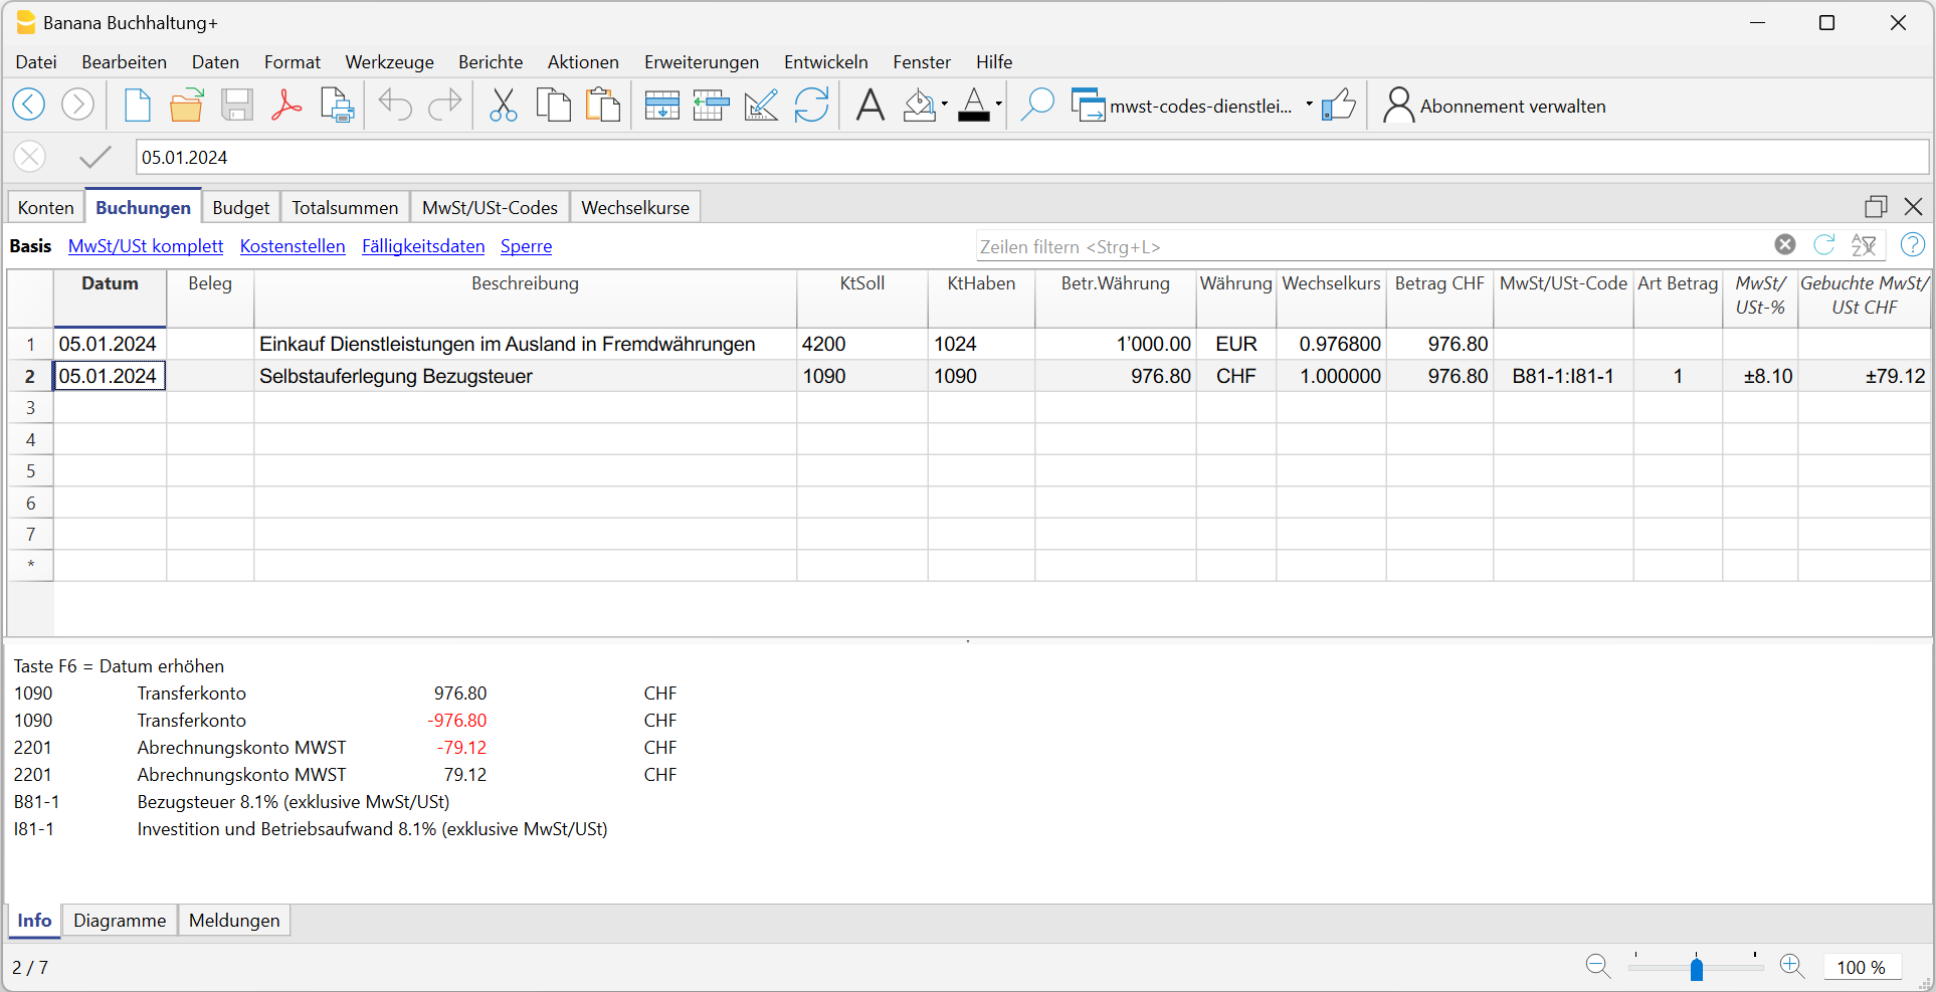 Banana Buchhaltung+
Datei Bearbeiten Daten Format Werkzeuge Berichte Aktionen Erweiterungen Entwickeln Fenster Hilfe
mwst-codes-dienstlei... Abonnement verwalten
05.01.2024
Konten Buchungen Budget Totalsummen MwSt/USt-Codes Wechselkurse
Basis MwSt/USt komplett Kostenstellen Fälligkeitsdaten Sperre Zeilen filtern <Strg+L>
Datum Beleg Beschreibung KtSoll KtHaben Betr.Währung Währung Wechselkurs Betrag CHF MwSt/USt-Code Art Betrag MwSt/ Gebuchte MwSt/
USt-% USt CHF
1 05.01.2024 Einkauf Dienstleistungen im Ausland in Fremdwährungen 4200 1024 1’000.00 EUR 0.976800 976.80
2 05.01.2024 Selbstauferlegung Bezugsteuer 1090 1090 976.80 CHF 1.000000 976.80 B81-1:I81-1 1 ±8.10 ±79.12
3
4
5
6
7
*
Taste F6 = Datum erhöhen
1090 Transferkonto 976.80 CHF
1090 Transferkonto -976.80 CHF
2201 Abrechnungskonto MWST -79.12 CHF
2201 Abrechnungskonto MWST 79.12 CHF
B81-1 Bezugsteuer 8.1% (exklusive MwSt/USt)
I81-1 Investition und Betriebsaufwand 8.1% (exklusive MwSt/USt)
Info Diagramme Meldungen
2 / 7 100 %